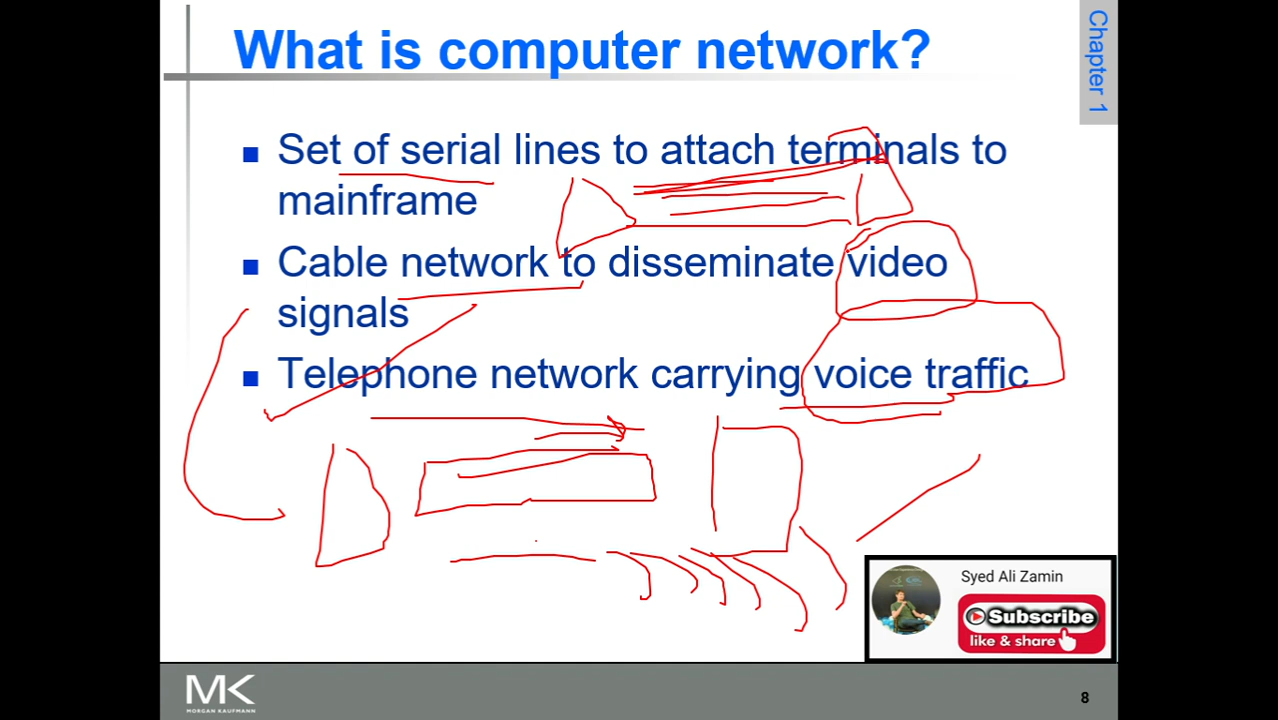 What is computer network?
Chapter 1
Set of serial lines to attach terminals to
mainframe
Cable network to disseminate video
signals
Telephone network carrying voice traffic
Syed Ali Zamin
Subscribe
like & share
MK
MORGAN KAUFMANN
8